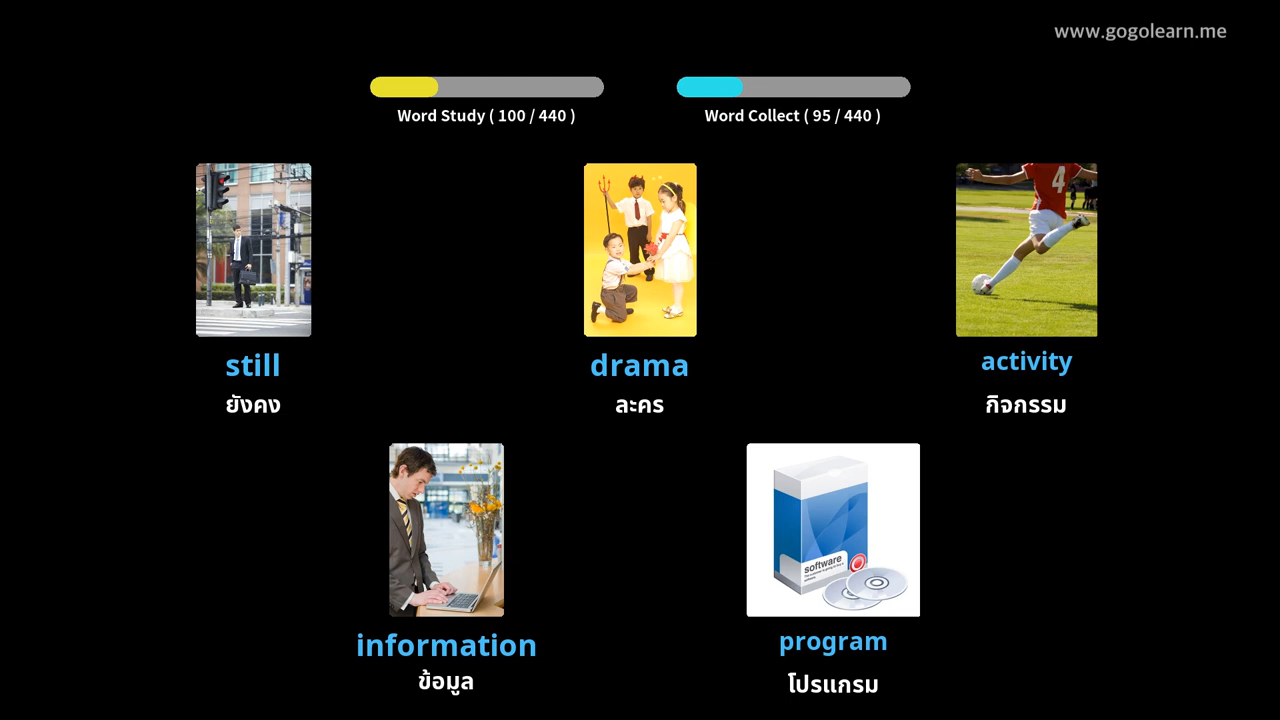 www.gogolearn.me
Word Study ( 100 / 440 )
Word Collect ( 95 / 440 )
4
still
drama
activity
ยังคง
ละคร
กิจกรรม
software
information
program
ข้อมูล
โปรแกรม